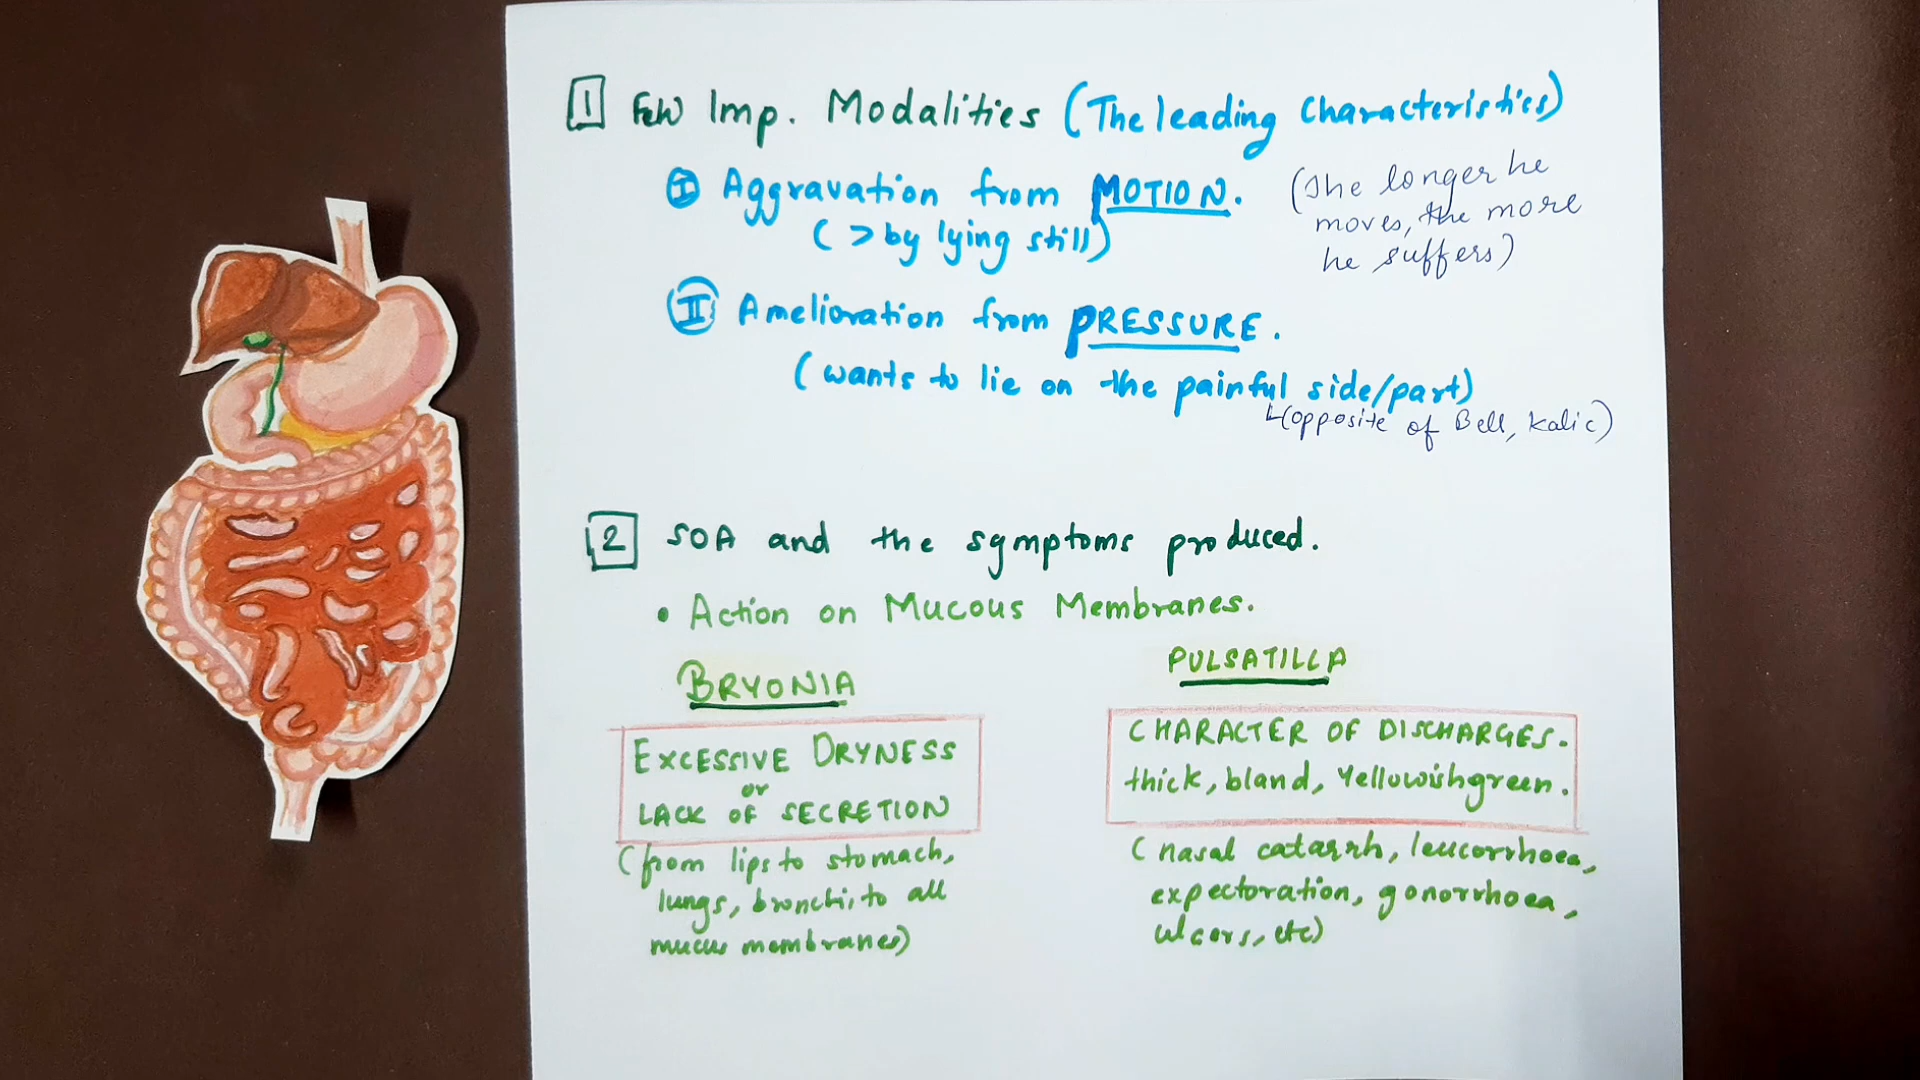 1 Few Imp. Modalities (The leading Characteristics)
I Aggravation from MOTION.
(> by lying still)
(The longer he
moves, the more
he suffers)
II Amelioration from PRESSURE.
(wants to lie on the painful side/part)
(opposite of Bell, Kalic)
2 SOA and the symptoms produced.
• Action on Mucous Membranes.
BRYONIA
EXCESSIVE DRYNESS
or
LACK OF SECRETION
(from lips to stomach,
lungs, bronchi, to all
mucus membranes)
PULSATILLA
CHARACTER OF DISCHARGES.
thick, bland, Yellowishgreen.
(nasal catarrh, leucorrhoea,
expectoration, gonorrhoea,
ulcers, etc)